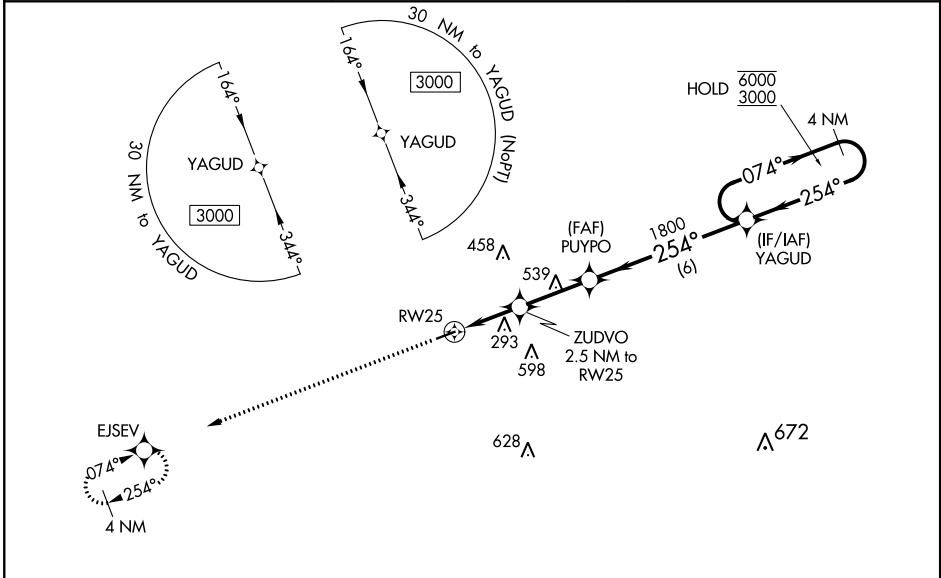 30 NM to YAGUD
164°
YAGUD
3000
344°
30 NM to YAGUD (NoPT)
164°
3000
YAGUD
344°
HOLD 6000
3000
4 NM
074°
254°
(IF/IAF)
YAGUD
1800
254°
(6)
(FAF)
PUYPO
458
539
RW25
293
598
ZUDVO
2.5 NM to
RW25
EJSEV
074°
254°
4 NM
628
672